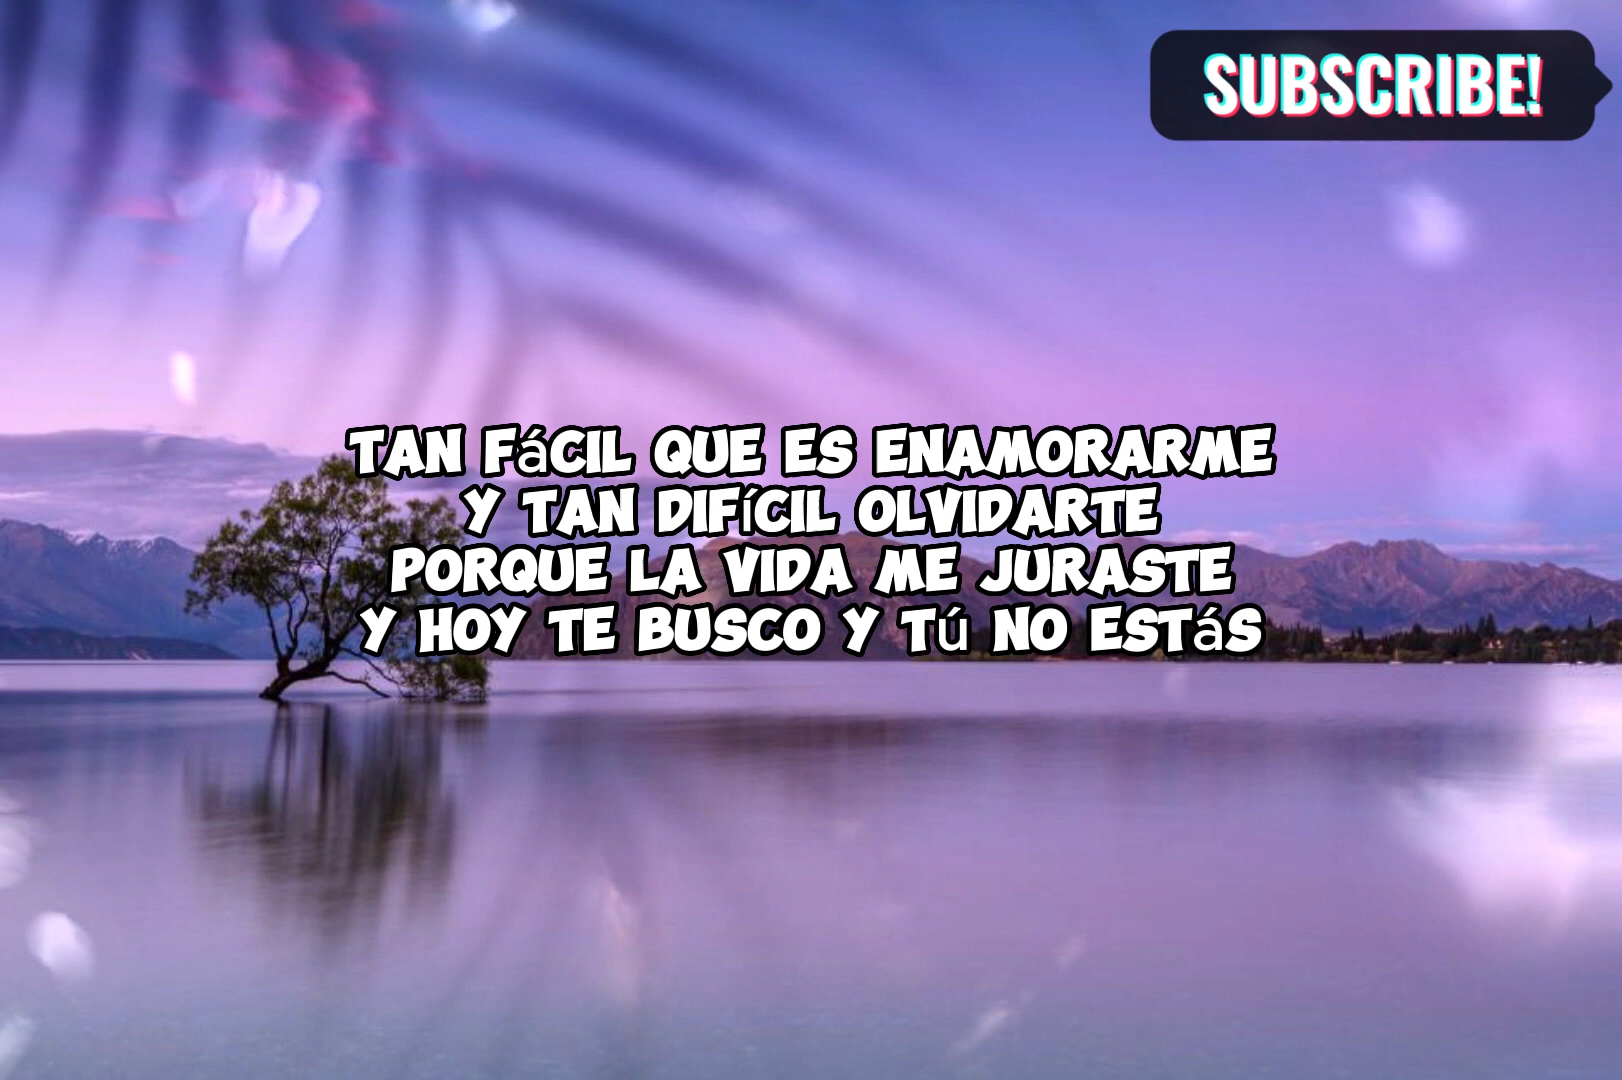 SUBSCRIBE!
TAN FáCIL QUE ES ENAMORARME
Y TAN DIFíCIL OLVIDARTE
PORQUE LA VIDA ME JURASTE
Y HOY TE BUSCO Y Tú NO ESTáS